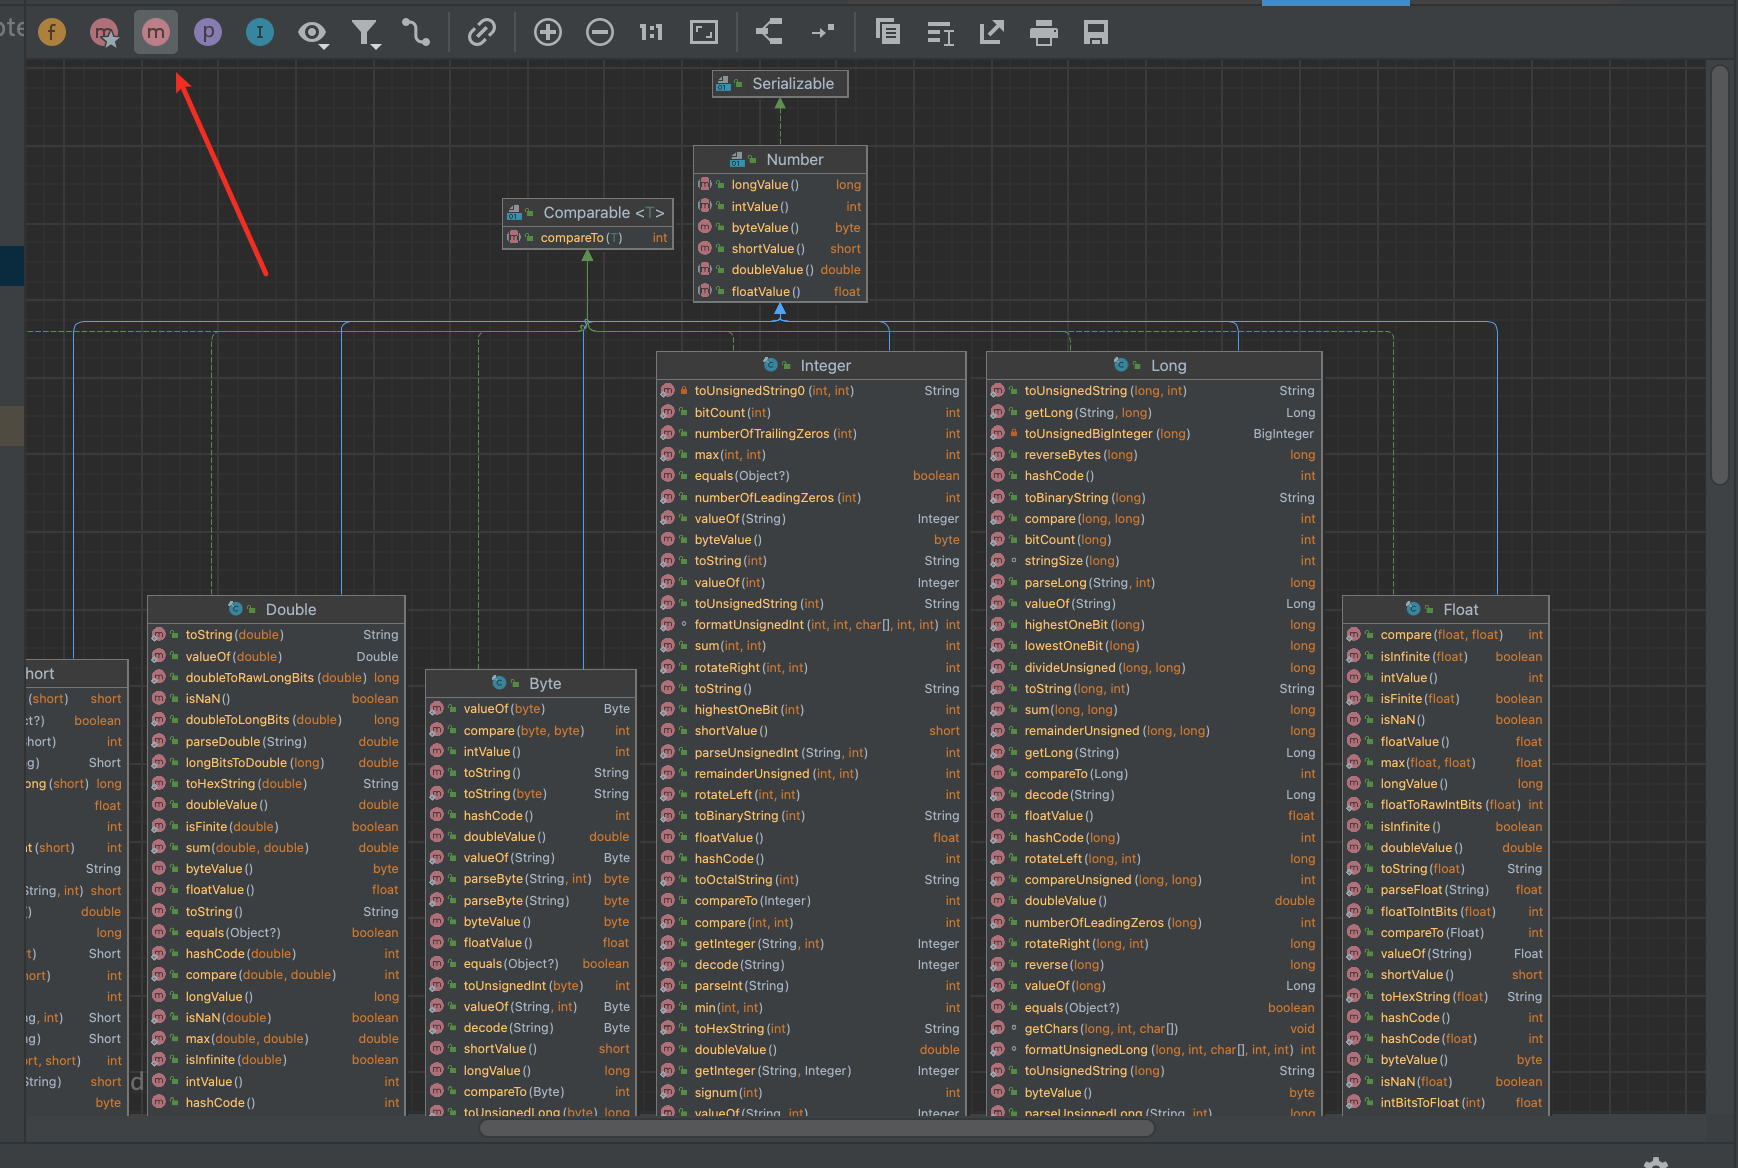 f m m p I 1:1
Serializable
Number
longValue() long
intValue() int
byteValue() byte
shortValue() short
doubleValue() double
floatValue() float
Comparable <T>
compareTo(T) int
Integer
toUnsignedString0 (int, int) String
bitCount(int) int
numberOfTrailingZeros (int) int
max(int, int) int
equals(Object?) boolean
numberOfLeadingZeros (int) int
valueOf(String) Integer
byteValue() byte
toString(int) String
valueOf(int) Integer
toUnsignedString(int) String
formatUnsignedInt (int, int, char[], int, int) int
sum(int, int) int
rotateRight(int, int) int
toString() String
highestOneBit(int) int
shortValue() short
parseUnsignedInt (String, int) int
remainderUnsigned (int, int) int
rotateLeft(int, int) int
toBinaryString(int) String
floatValue() float
hashCode() int
toOctalString(int) String
compareTo(Integer) int
compare(int, int) int
getInteger(String, int) Integer
decode(String) Integer
parseInt(String) int
min(int, int) int
toHexString(int) String
doubleValue() double
getInteger(String, Integer) Integer
signum(int) int
valueOf(String, int) Integer
Long
toUnsignedString(long, int) String
getLong(String, long) Long
toUnsignedBigInteger (long) BigInteger
reverseBytes(long) long
hashCode() int
toBinaryString(long) String
compare(long, long) int
bitCount(long) int
stringSize(long) int
parseLong(String, int) long
valueOf(String) Long
highestOneBit(long) long
lowestOneBit(long) long
divideUnsigned (long, long) long
toString(long, int) String
sum(long, long) long
remainderUnsigned (long, long) long
getLong(String) Long
compareTo(Long) int
decode(String) Long
floatValue() float
hashCode(long) int
rotateLeft(long, int) long
compareUnsigned (long, long) int
doubleValue() double
numberOfLeadingZeros (long) int
rotateRight(long, int) long
reverse(long) long
valueOf(long) Long
equals(Object?) boolean
getChars(long, int, char[]) void
formatUnsignedLong (long, int, char[], int, int) int
toUnsignedString(long) String
byteValue() byte
parseUnsignedLong (String, int) long
Double
toString(double) String
valueOf(double) Double
doubleToRawLongBits (double) long
isNaN() boolean
doubleToLongBits (double) long
parseDouble(String) double
longBitsToDouble (long) double
toHexString(double) String
doubleValue() double
isFinite(double) boolean
sum(double, double) double
byteValue() byte
floatValue() float
toString() String
equals(Object?) boolean
hashCode(double) int
compare(double, double) int
longValue() long
isNaN(double) boolean
max(double, double) double
isInfinite(double) boolean
intValue() int
hashCode() int
Float
compare(float, float) int
isInfinite(float) boolean
intValue() int
isFinite(float) boolean
isNaN() boolean
floatValue() float
max(float, float) float
longValue() long
floatToRawIntBits (float) int
isInfinite() boolean
doubleValue() double
toString(float) String
parseFloat(String) float
floatToIntBits(float) int
compareTo(Float) int
valueOf(String) Float
shortValue() short
toHexString(float) String
hashCode() int
hashCode(float) int
byteValue() byte
isNaN(float) boolean
intBitsToFloat(int) float
hort
(short) short
ct?) boolean
Short) int
g) Short
ong(short) long
float
int
nt(short) int
String
String, int) short
() double
long
rt) Short
ort) int
int
ng, int) Short
ng) Short
ort, short) int
String) short
byte
Byte
valueOf(byte) Byte
compare(byte, byte) int
intValue() int
toString() String
toString(byte) String
hashCode() int
doubleValue() double
valueOf(String) Byte
parseByte(String, int) byte
parseByte(String) byte
byteValue() byte
floatValue() float
equals(Object?) boolean
toUnsignedInt(byte) int
valueOf(String, int) Byte
decode(String) Byte
shortValue() short
longValue() long
compareTo(Byte) int
toUnsignedLong(byte) long